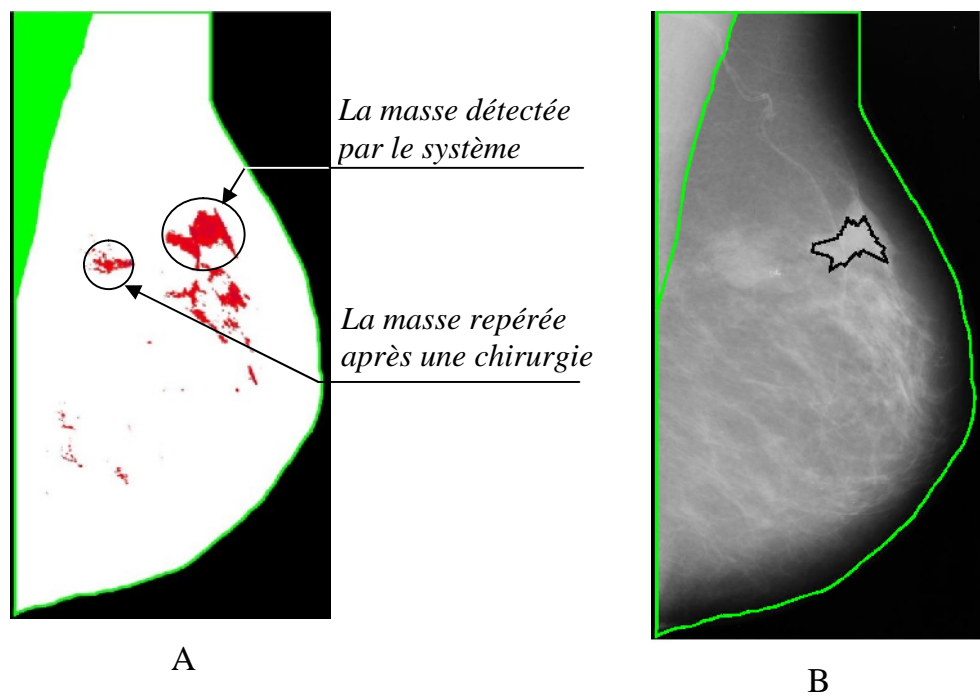 La masse détectée
par le système
La masse repérée
après une chirurgie
A
B